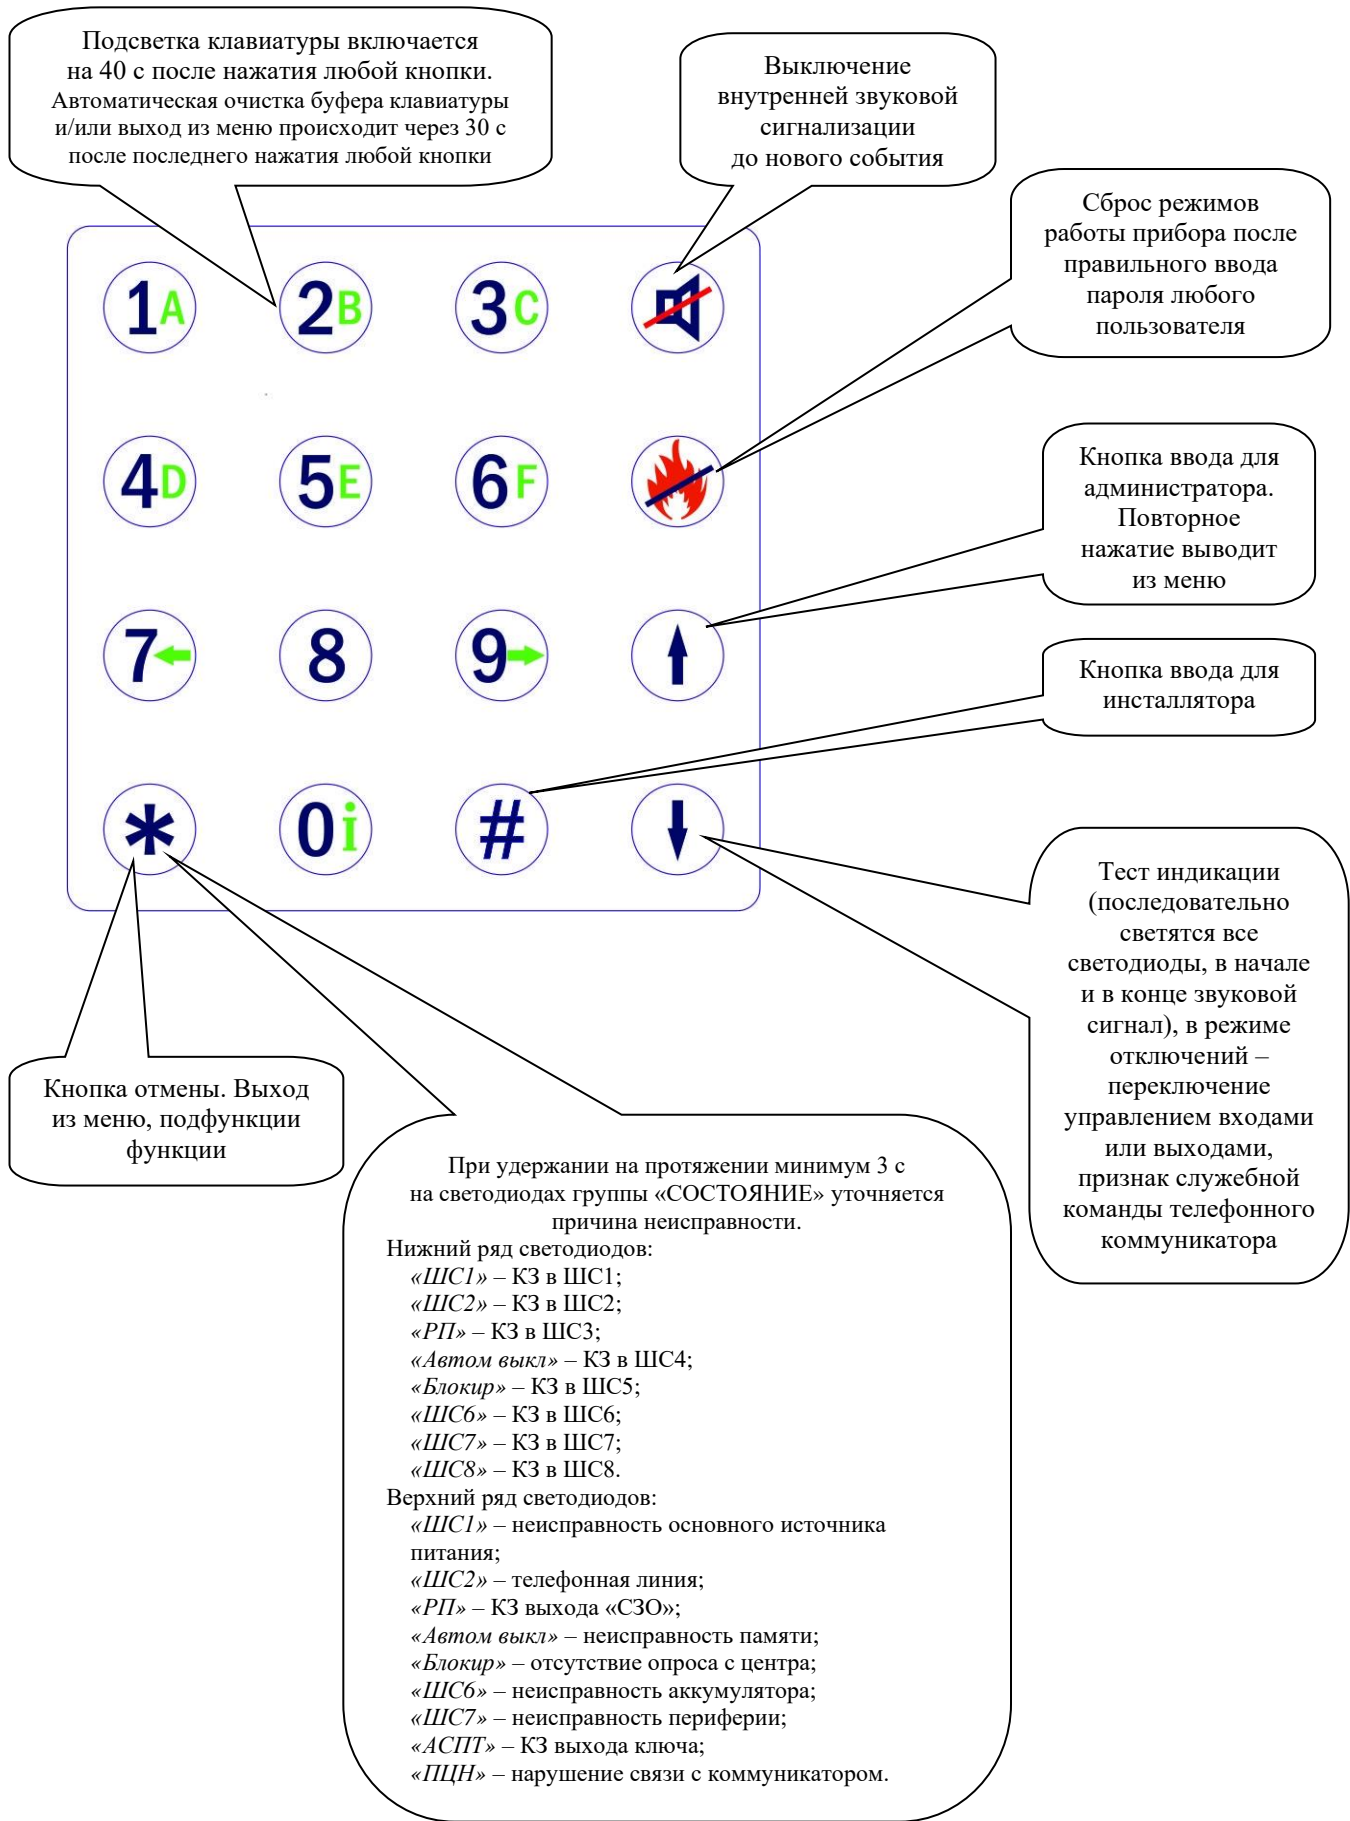 Подсветка клавиатуры включается
на 40 с после нажатия любой кнопки.
Автоматическая очистка буфера клавиатуры
и/или выход из меню происходит через 30 с
после последнего нажатия любой кнопки
Выключение
внутренней звуковой
сигнализации
до нового события
Сброс режимов
работы прибора после
правильного ввода
пароля любого
пользователя
1A 2B 3C
4D 5E 6F
Кнопка ввода для
администратора.
Повторное
нажатие выводит
из меню
7 8 9
Кнопка ввода для
инсталлятора
* 0i #
Тест индикации
(последовательно
светятся все
светодиоды, в начале
и в конце звуковой
сигнал), в режиме
отключений –
переключение
управлением входами
или выходами,
признак служебной
команды телефонного
коммуникатора
Кнопка отмены. Выход
из меню, подфункции
функции
При удержании на протяжении минимум 3 с
на светодиодах группы «СОСТОЯНИЕ» уточняется
причина неисправности.
Нижний ряд светодиодов:
«ШС1» – КЗ в ШС1;
«ШС2» – КЗ в ШС2;
«РП» – КЗ в ШС3;
«Автом выкл» – КЗ в ШС4;
«Блокир» – КЗ в ШС5;
«ШС6» – КЗ в ШС6;
«ШС7» – КЗ в ШС7;
«ШС8» – КЗ в ШС8.
Верхний ряд светодиодов:
«ШС1» – неисправность основного источника
питания;
«ШС2» – телефонная линия;
«РП» – КЗ выхода «СЗО»;
«Автом выкл» – неисправность памяти;
«Блокир» – отсутствие опроса с центра;
«ШС6» – неисправность аккумулятора;
«ШС7» – неисправность периферии;
«АСПТ» – КЗ выхода ключа;
«ПЦН» – нарушение связи с коммуникатором.